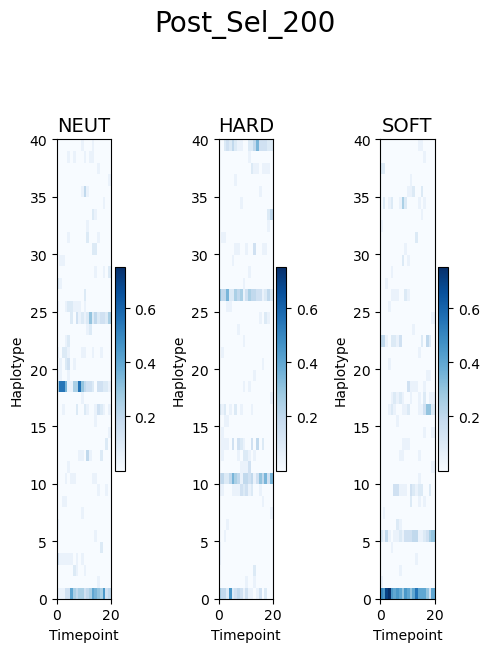 Post_Sel_200
NEUT HARD SOFT
40 40 40
35 35 35
30 30 30
25 25 25
20 20 20
15 15 15
10 10 10
5 5 5
0 0 0
0.6 0.6 0.6
0.4 0.4 0.4
0.2 0.2 0.2
Haplotype Haplotype Haplotype
0 20 0 20 0 20
Timepoint Timepoint Timepoint